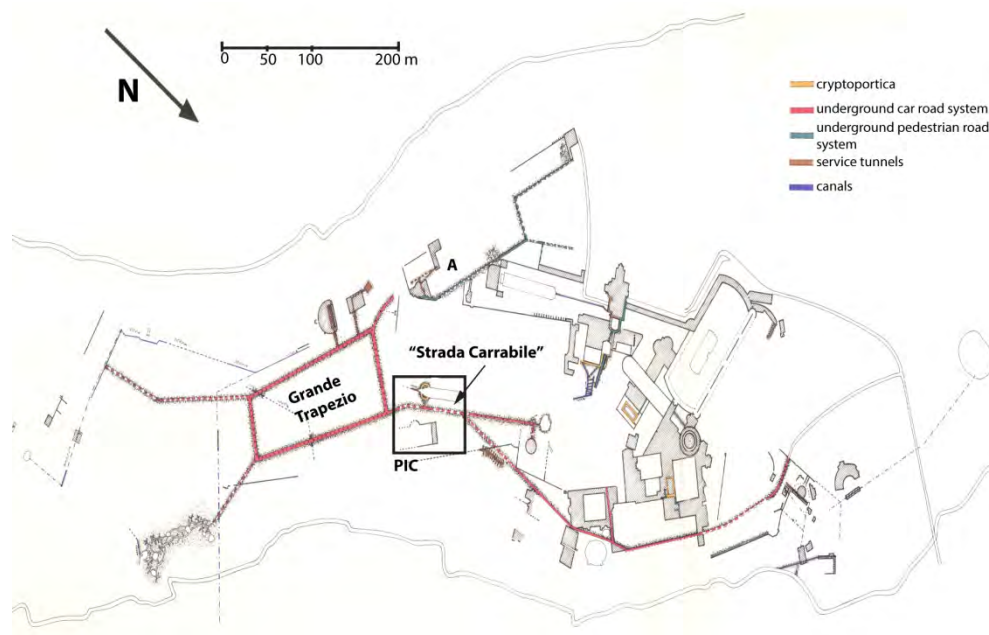 N
0 50 100 200 m
cryptoportica
underground car road system
underground pedestrian road
system
service tunnels
canals
A
"Strada Carrabile"
Grande
Trapezio
PIC